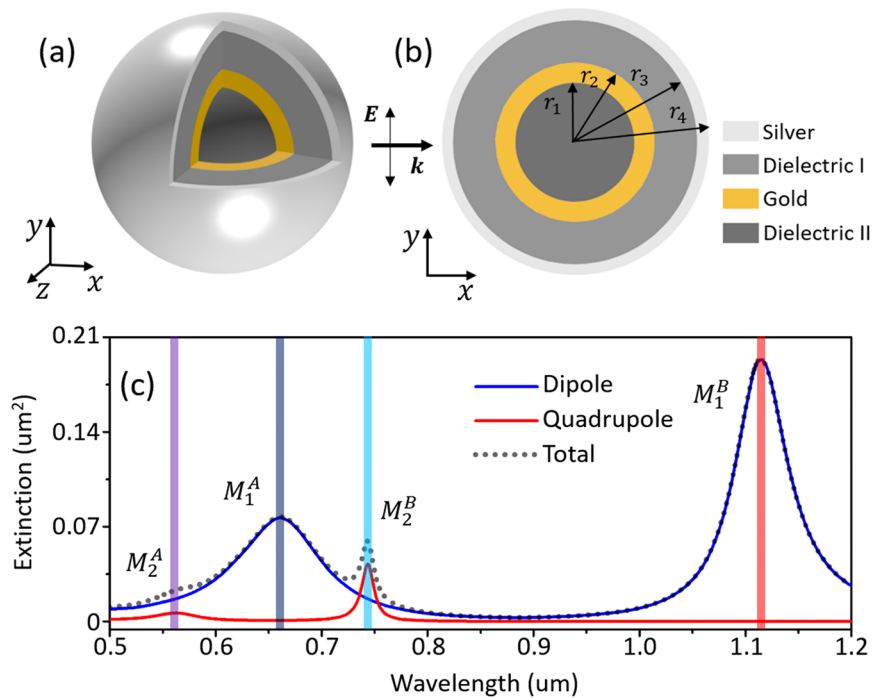 (a)
y
z
x
E
k
(b)
r₁
r₂
r₃
r₄
y
x
Silver
Dielectric I
Gold
Dielectric II
(c)
Extinction (um²)
0.21
0.14
0.07
0
M₂ᴬ
M₁ᴬ
M₂ᴮ
M₁ᴮ
Dipole
Quadrupole
Total
0.5 0.6 0.7 0.8 0.9 1.0 1.1 1.2
Wavelength (um)